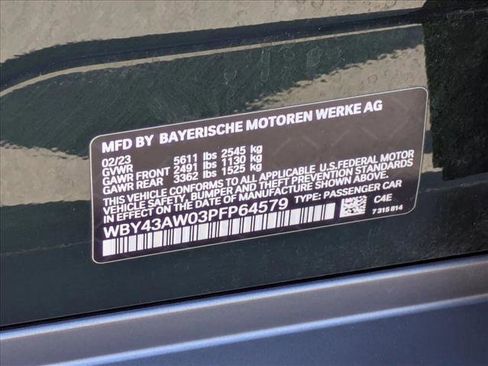 MFD BY BAYERISCHE MOTOREN WERKE AG
02/23
GVWR 5611 lbs 2545 kg
GAWR FRONT 2491 lbs 1130 kg
GAWR REAR 3362 lbs 1525 kg
THIS VEHICLE CONFORMS TO ALL APPLICABLE U.S.FEDERAL MOTOR
VEHICLE SAFETY, BUMPER, AND THEFT PREVENTION STANDARDS IN
EFFECT ON THE DATE OF MANUFACTURE SHOWN ABOVE.
WBY43AW03PFP64579 TYPE: PASSENGER CAR
C4E
7 315 814